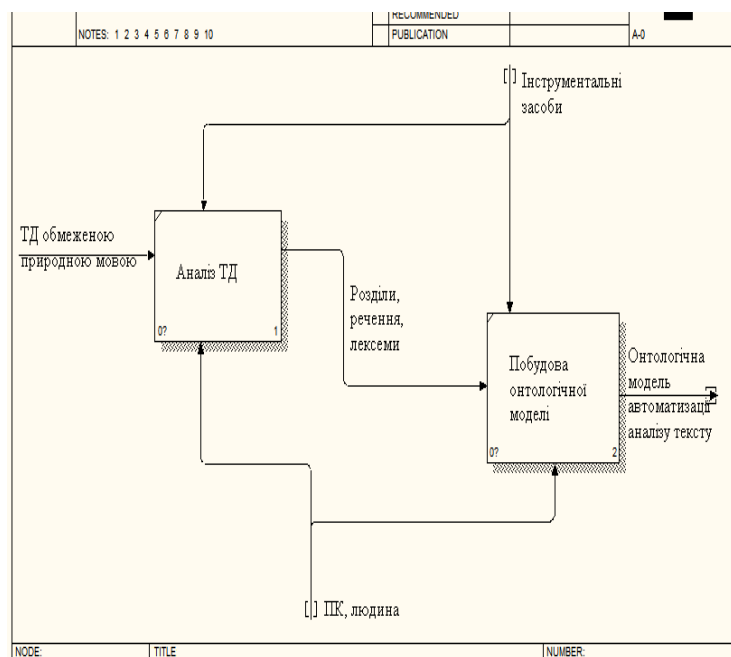 RECOMMENDED
NOTES: 1 2 3 4 5 6 7 8 9 10
PUBLICATION
A-0
Інструментальні
засоби
ТД обмеженою
природною мовою
Аналіз ТД
0?
1
Розділи,
речення,
лексеми
Побудова
онтологічної
моделі
0?
2
Онтологічна
модель
автоматизації
аналізу тексту
ПК, людина
NODE:
TITLE
NUMBER: